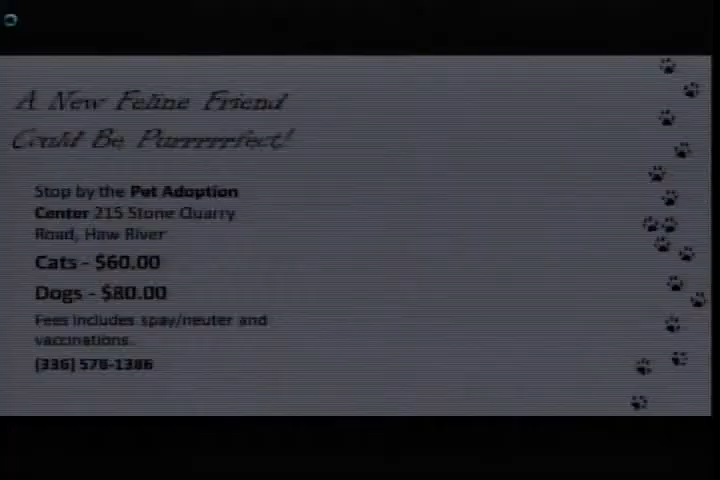 A New Feline Friend
Could Be Purrrrrfect!
Stop by the Pet Adoption
Center 215 Stone Quarry
Road, Haw River
Cats - $60.00
Dogs - $80.00
Fees includes spay/neuter and
vaccinations.
(336) 578-1386